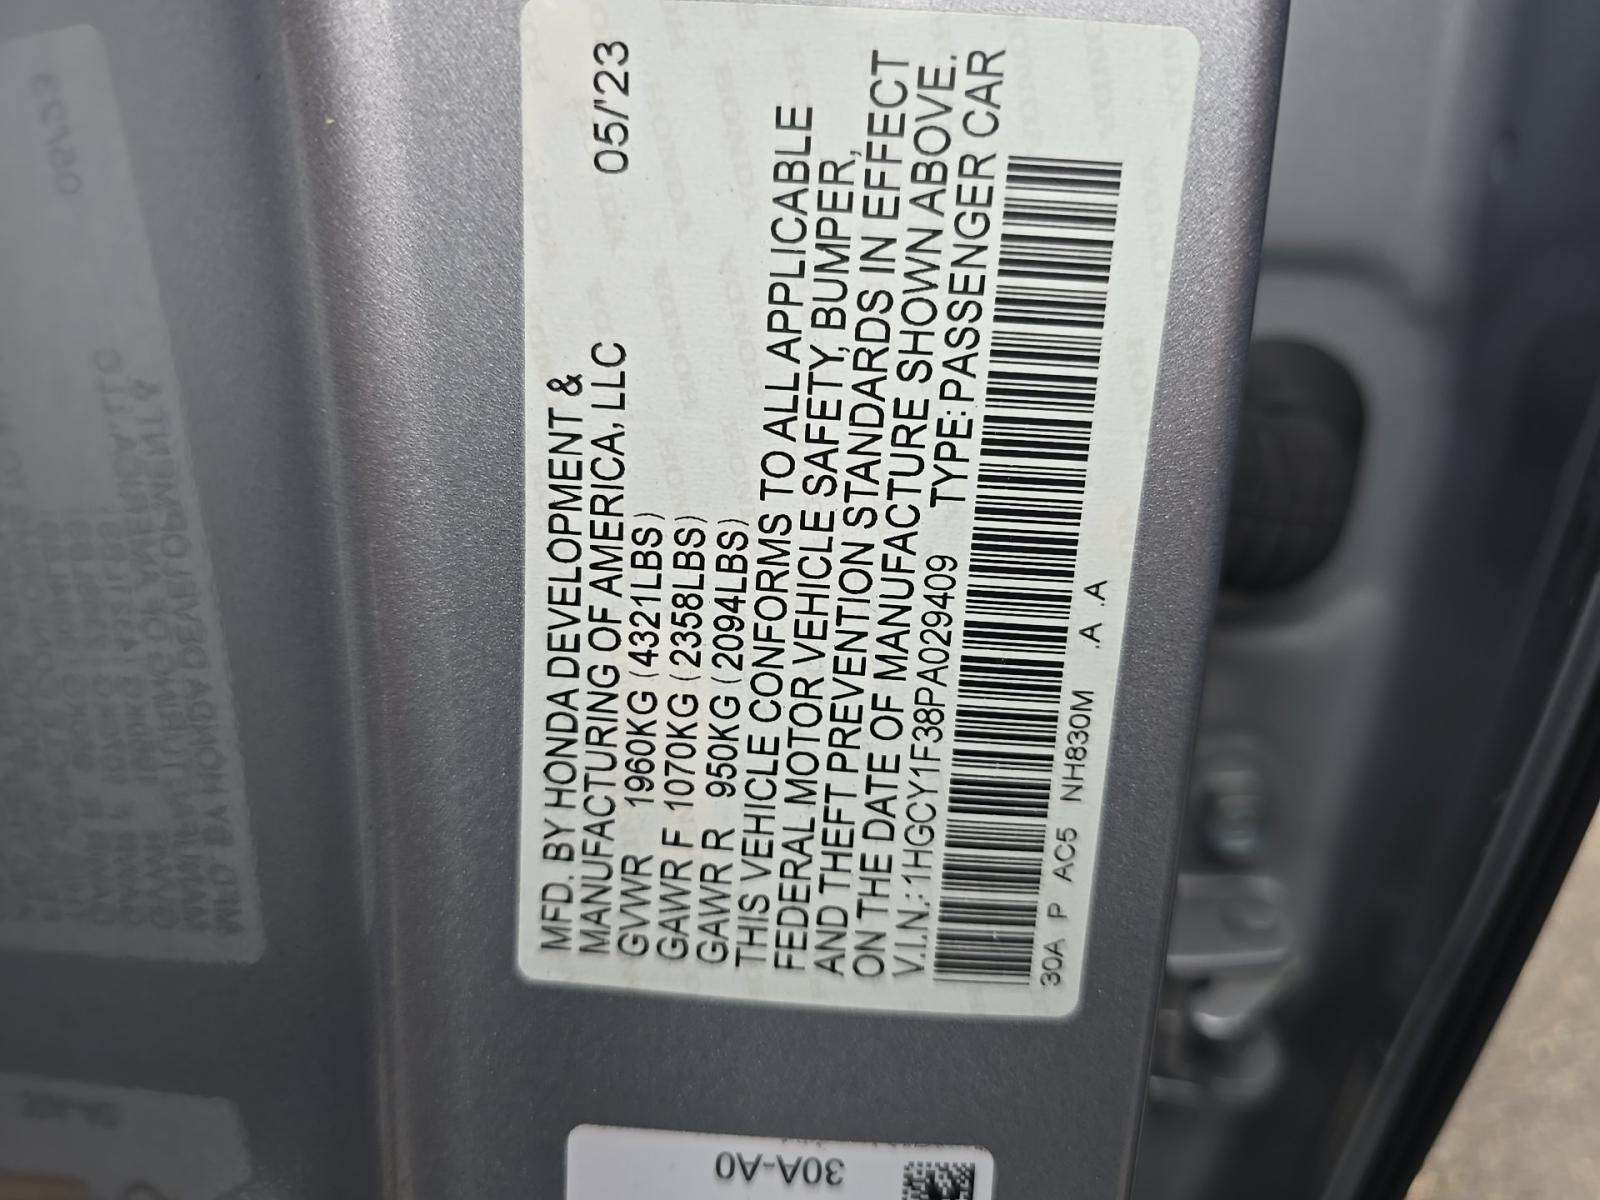 MFD. BY HONDA DEVELOPMENT &
MANUFACTURING OF AMERICA, LLC 05/'23
GVWR 1960KG (4321LBS)
GAWR F 1070KG (2358LBS)
GAWR R 950KG (2094LBS)
THIS VEHICLE CONFORMS TO ALL APPLICABLE
FEDERAL MOTOR VEHICLE SAFETY, BUMPER,
AND THEFT PREVENTION STANDARDS IN EFFECT
ON THE DATE OF MANUFACTURE SHOWN ABOVE.
V.I.N.: 1HGCY1F38PA029409 TYPE: PASSENGER CAR
30A P AC5 NH830M .A .A
30A-A0